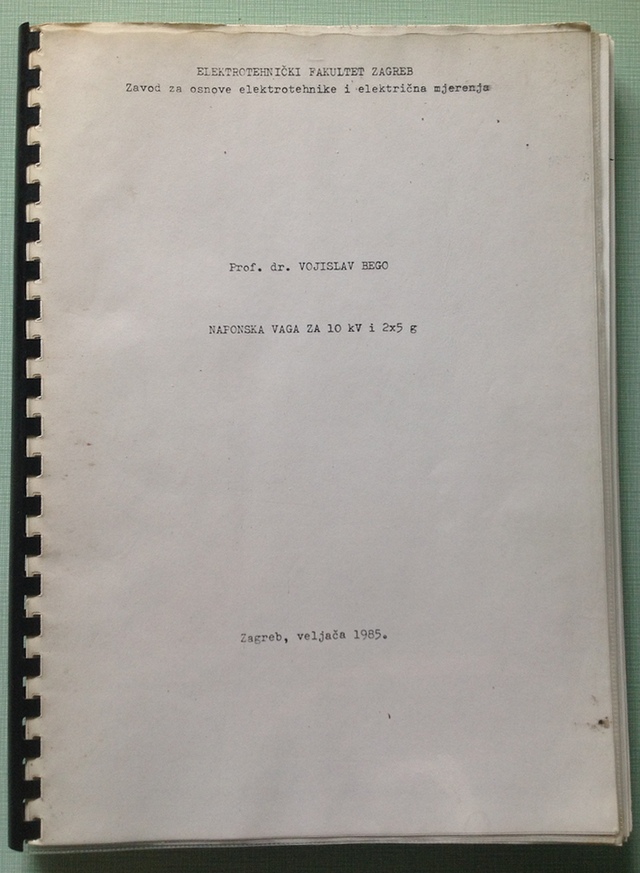 ELEKTROTEHNIČKI FAKULTET ZAGREB
Zavod za osnove elektrotehnike i električna mjerenja
Prof. dr. VOJISLAV BEGO
NAPONSKA VAGA ZA 10 kV i 2x5 g
Zagreb, veljača 1985.